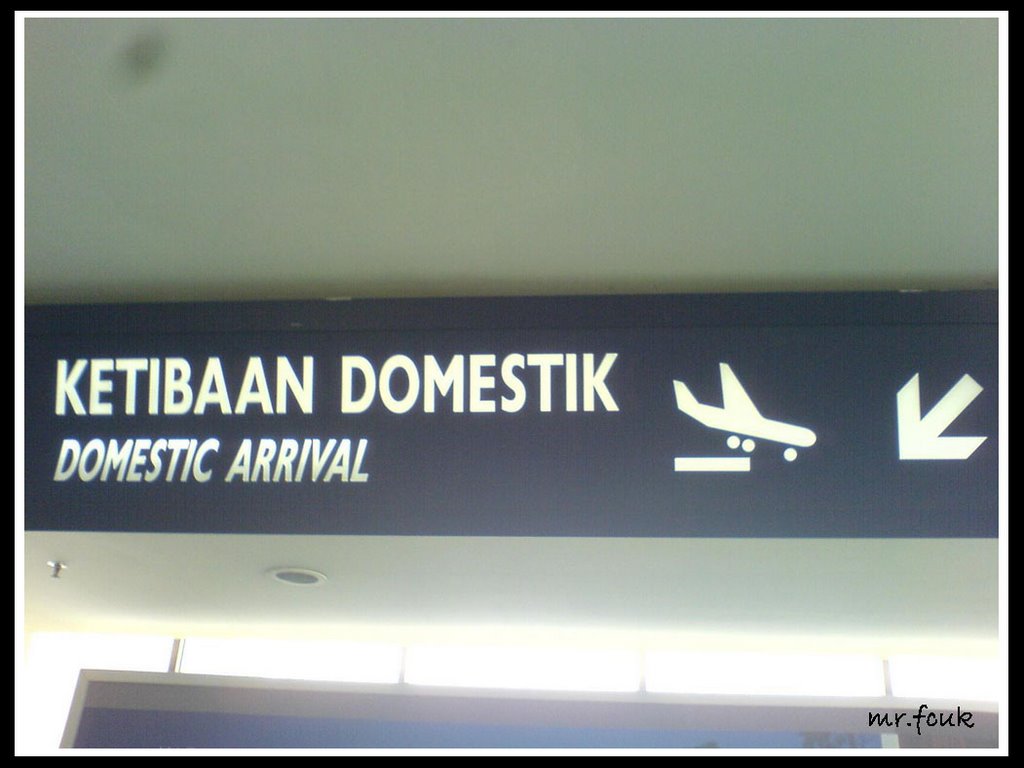 KETIBAAN DOMESTIK
DOMESTIC ARRIVAL
mr.fcuk